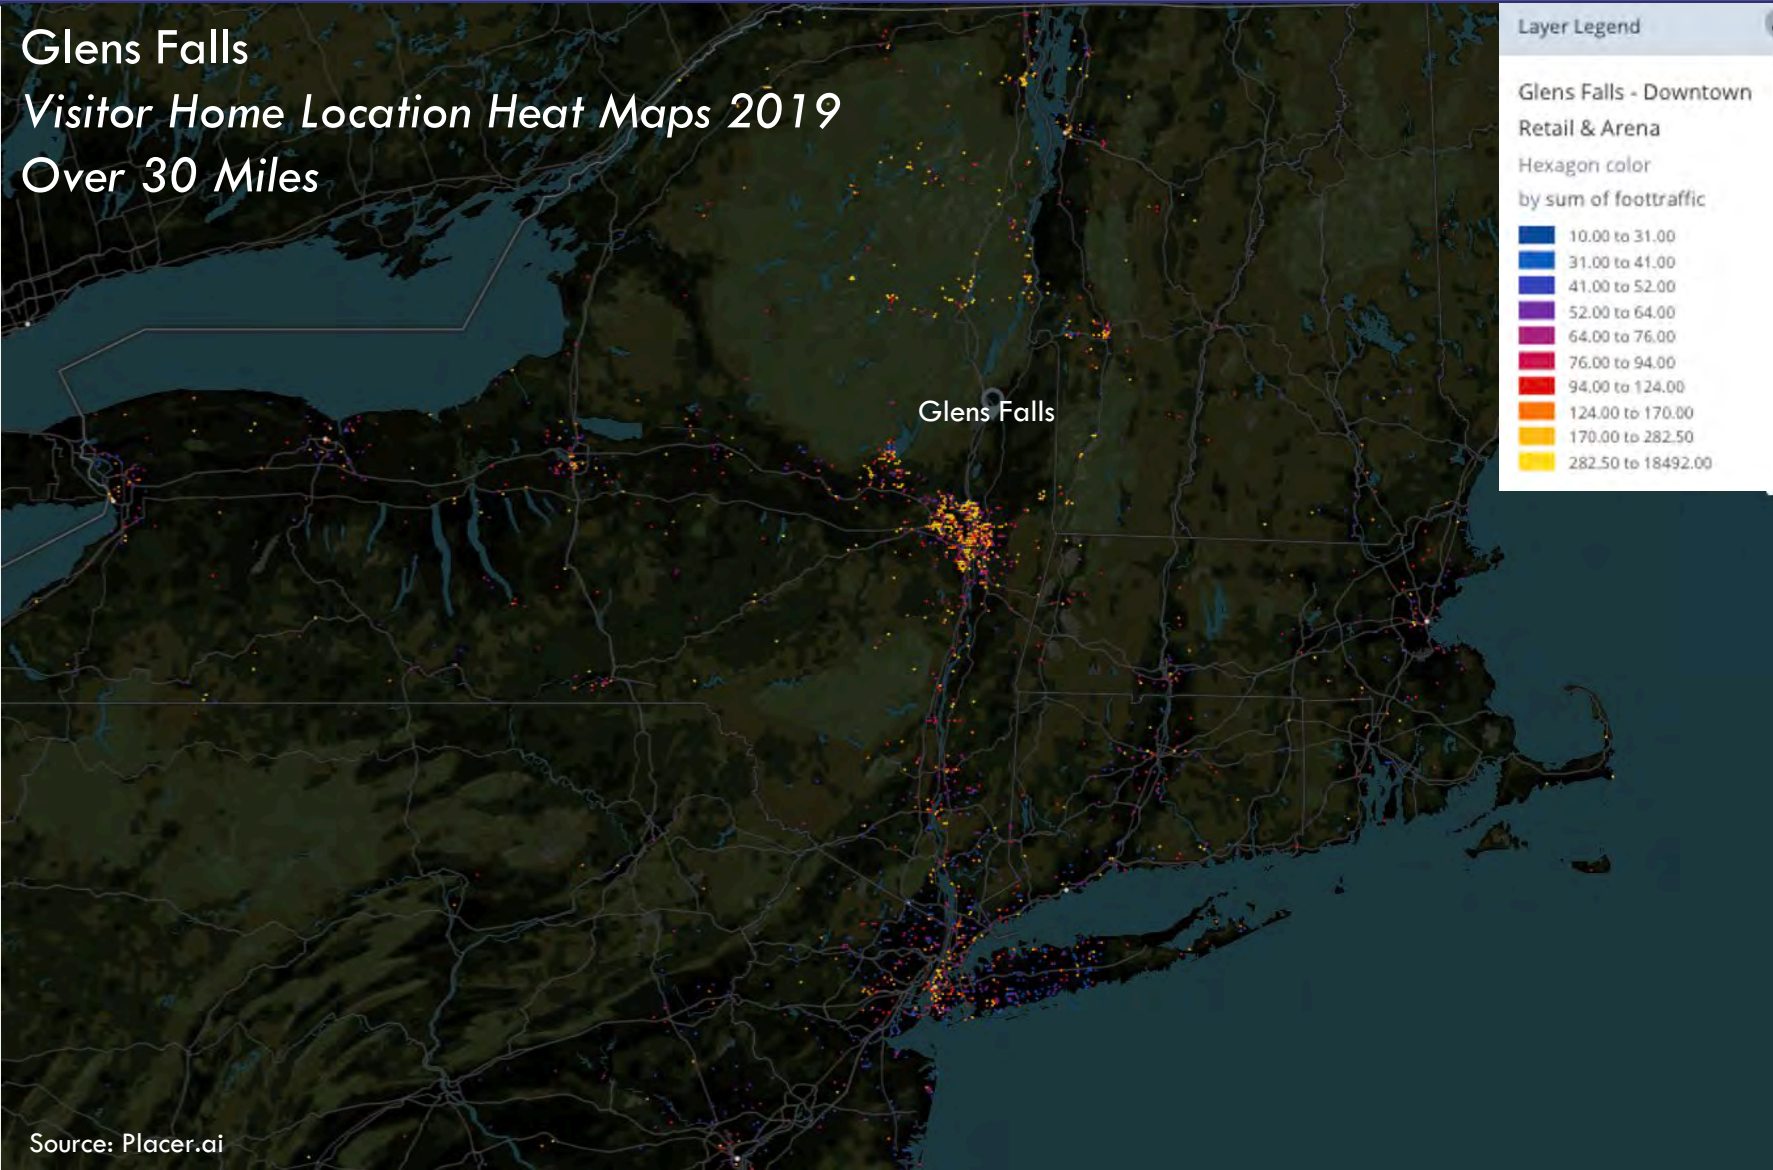 Glens Falls
Visitor Home Location Heat Maps 2019
Over 30 Miles
Layer Legend
Glens Falls - Downtown
Retail & Arena
Hexagon color
by sum of foottraffic
10.00 to 31.00
31.00 to 41.00
41.00 to 52.00
52.00 to 64.00
64.00 to 76.00
76.00 to 94.00
94.00 to 124.00
124.00 to 170.00
170.00 to 282.50
282.50 to 18492.00
Glens Falls
Source: Placer.ai